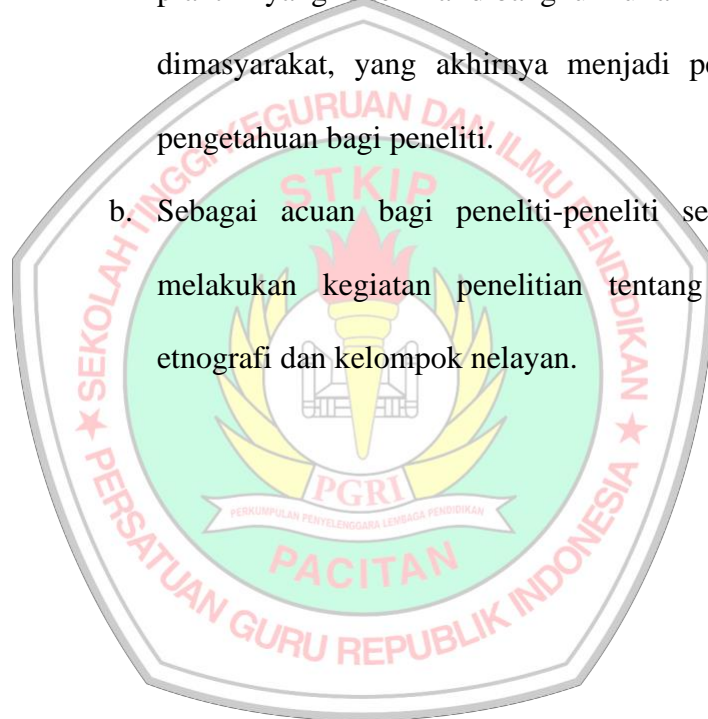 dimasyarakat, yang akhirnya menjadi
pengetahuan bagi peneliti.
b. Sebagai acuan bagi peneliti-peneliti
melakukan kegiatan penelitian tentang
etnografi dan kelompok nelayan.
SEKOLAH TINGGI KEGURUAN DAN ILMU PENDIDIKAN
STKIP
PGRI
PERKUMPULAN PENYELENGGARA LEMBAGA PENDIDIKAN
PACITAN
★ PERSATUAN GURU REPUBLIK INDONESIA ★